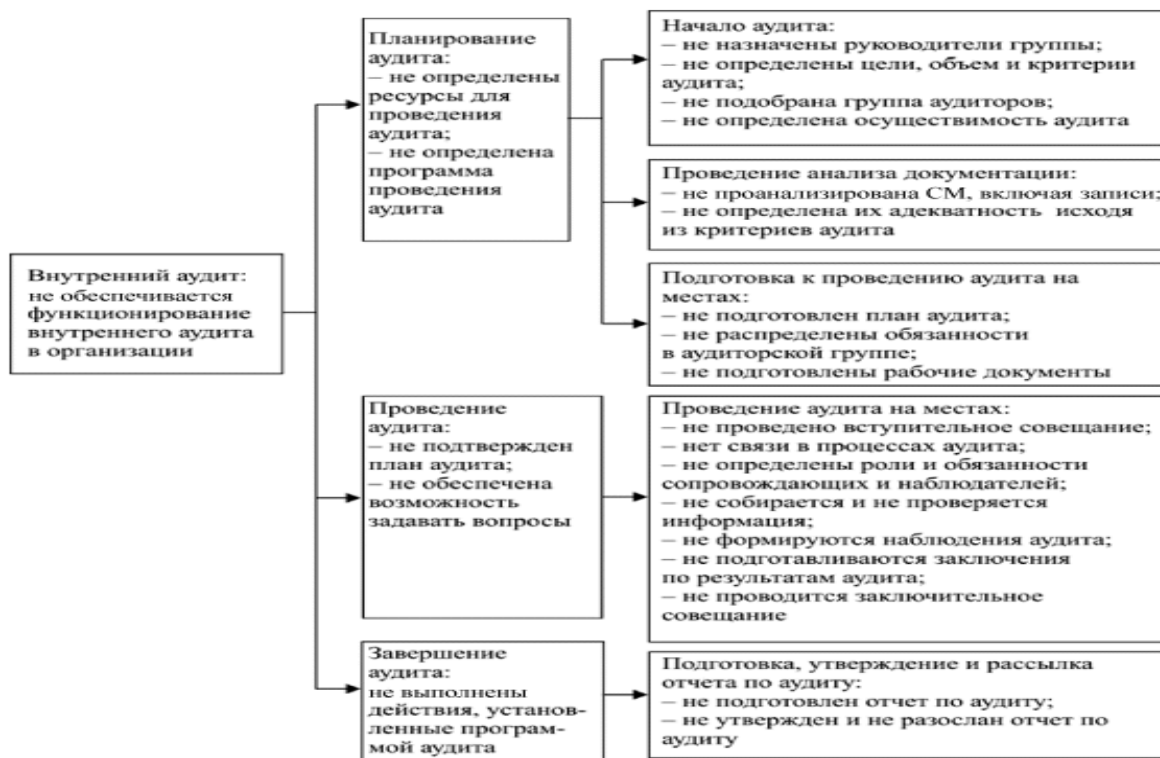 Внутренний аудит:
не обеспечивается
функционирование
внутреннего аудита
в организации
Планирование
аудита:
– не определены
ресурсы для
проведения
аудита;
– не определена
программа
проведения
аудита
Начало аудита:
– не назначены руководители группы;
– не определены цели, объем и критерии
аудита;
– не подобрана группа аудиторов;
– не определена осуществимость аудита
Проведение анализа документации:
– не проанализирована СМ, включая записи;
– не определена их адекватность исходя
из критериев аудита
Подготовка к проведению аудита на
местах:
– не подготовлен план аудита;
– не распределены обязанности
в аудиторской группе;
– не подготовлены рабочие документы
Проведение
аудита:
– не подтвержден
план аудита;
– не обеспечена
возможность
задавать вопросы
Проведение аудита на местах:
– не проведено вступительное совещание;
– нет связи в процессах аудита;
– не определены роли и обязанности
сопровождающих и наблюдателей;
– не собирается и не проверяется
информация;
– не формируются наблюдения аудита;
– не подготавливаются заключения
по результатам аудита;
– не проводится заключительное
совещание
Завершение
аудита:
не выполнены
действия, установ-
ленные програм-
мой аудита
Подготовка, утверждение и рассылка
отчета по аудиту:
– не подготовлен отчет по аудиту;
– не утвержден и не разослан отчет по
аудиту